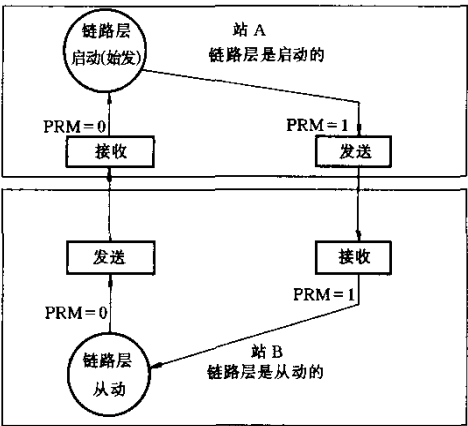 链路层
启动(始发)
站 A
链路层是启动的
PRM=0
PRM=1
接收
发送
发送
接收
PRM=1
PRM=0
链路层
从动
站 B
链路层是从动的